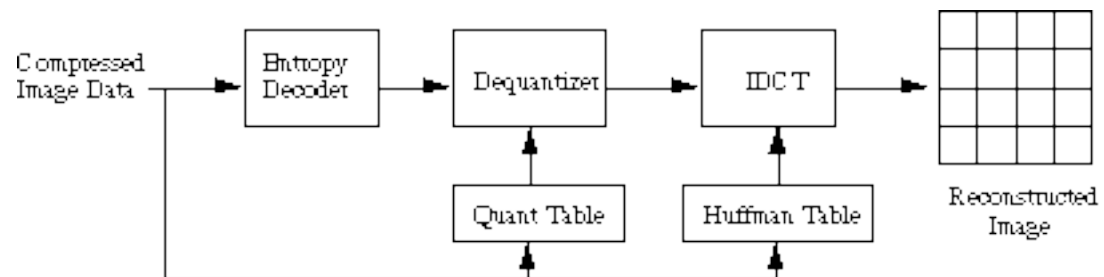 Compressed
Image Data
Entropy
Decoder
Dequantizer
IDCT
Quant Table
Huffman Table
Reconstructed
Image